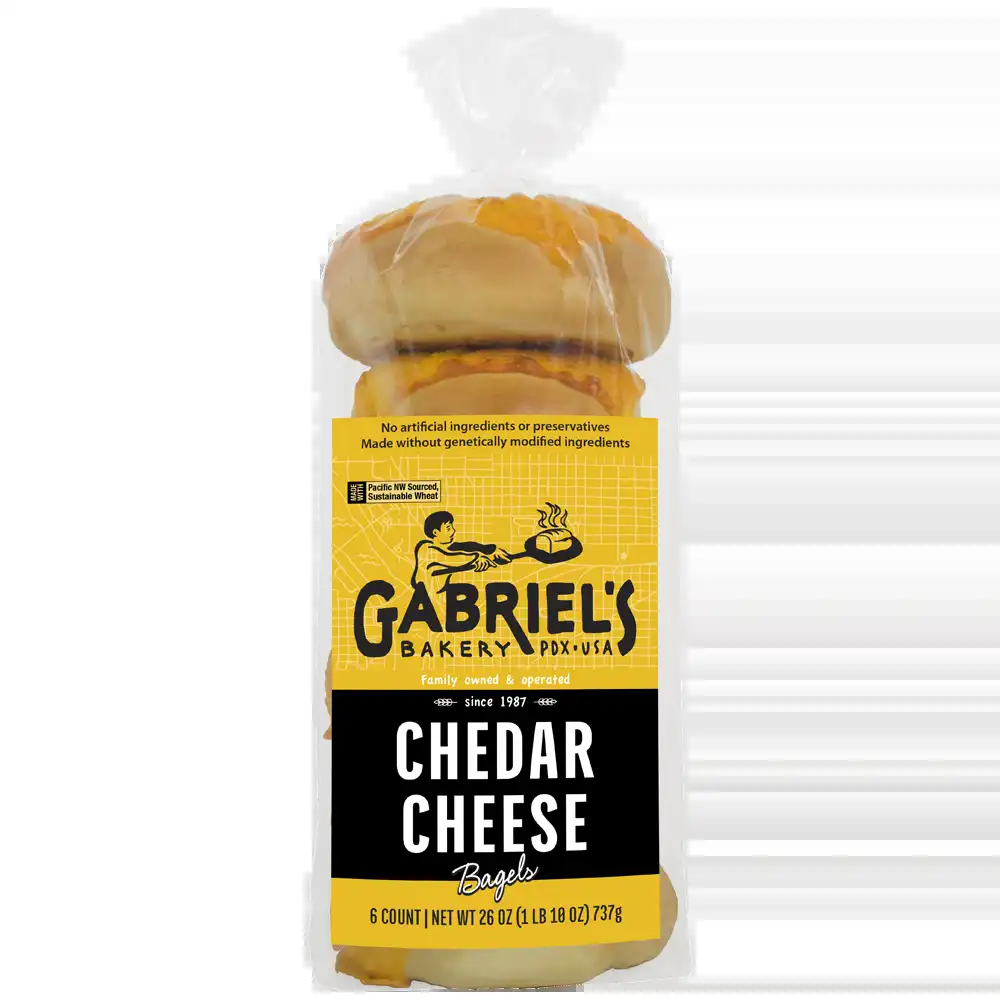 No artificial ingredients or preservatives
Made without genetically modified ingredients
MADE WITH
Pacific NW Sourced,
Sustainable Wheat
GABRIEL'S
BAKERY PDX•USA
Family owned & operated
since 1987
CHEDAR
CHEESE
Bagels
6 COUNT | NET WT 26 OZ (1 LB 10 OZ) 737g